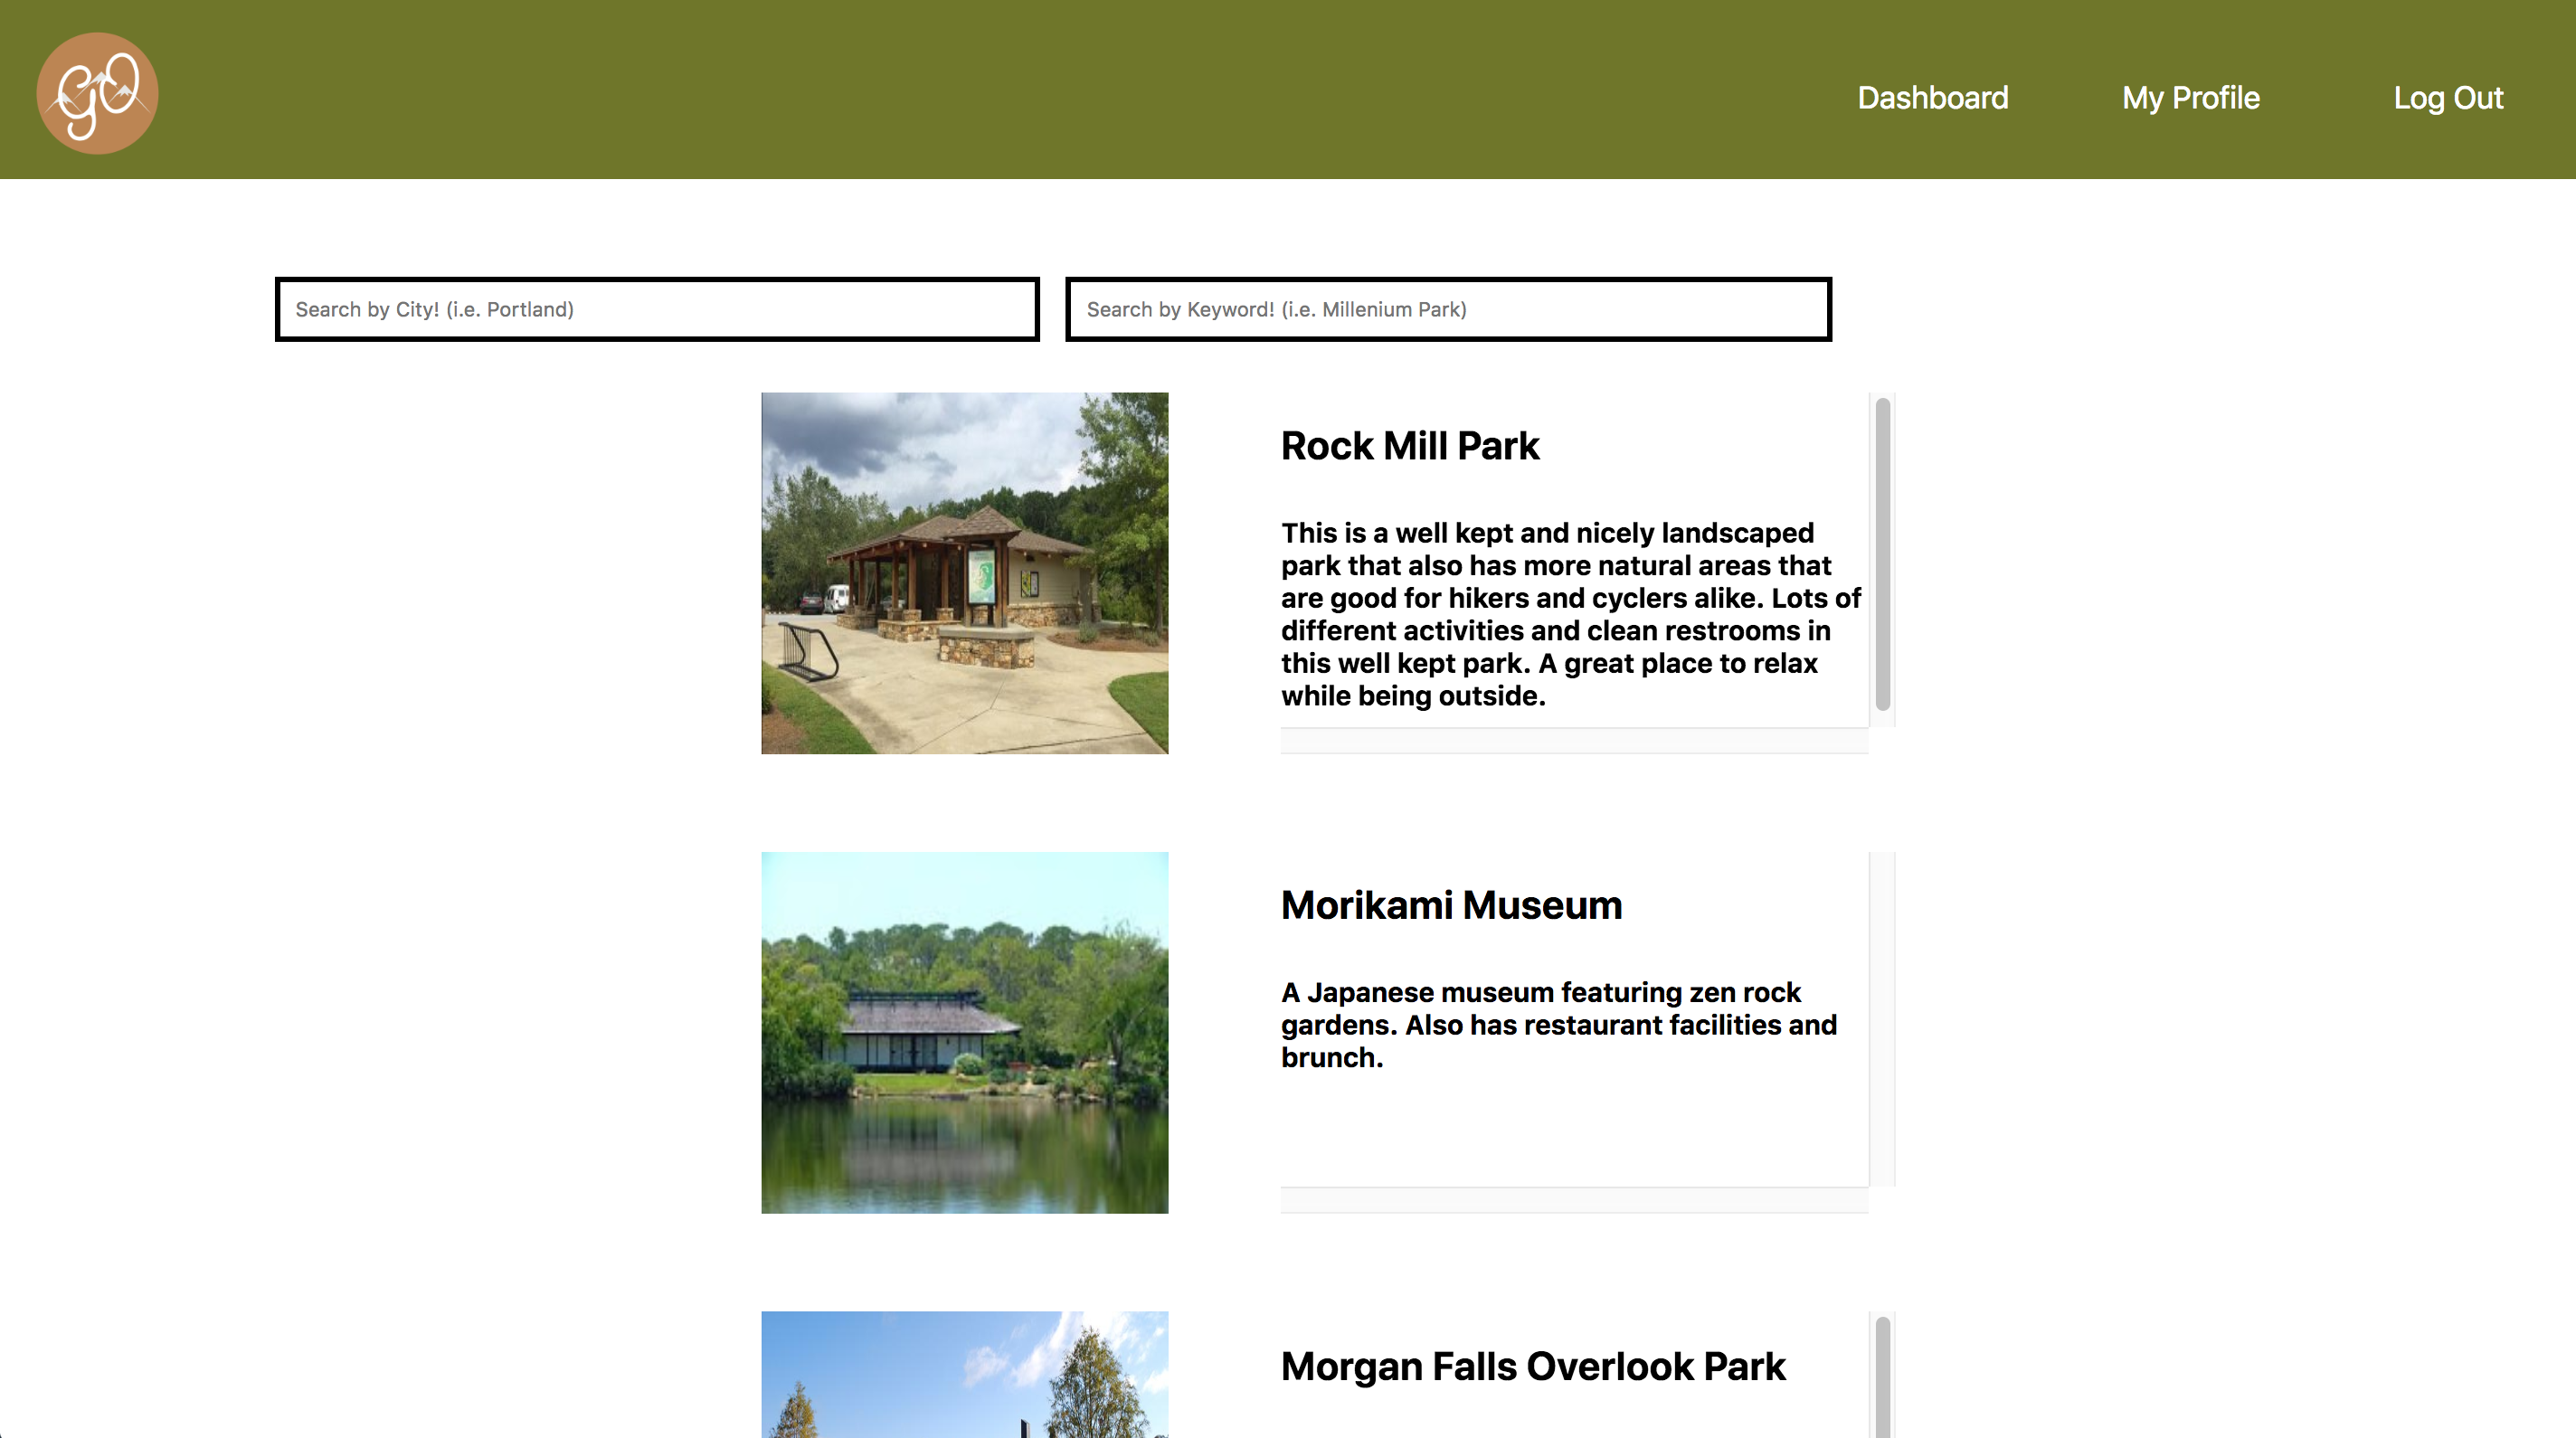 GO
Dashboard
My Profile
Log Out
Search by City! (i.e. Portland)
Search by Keyword! (i.e. Millenium Park)
Rock Mill Park
This is a well kept and nicely landscaped
park that also has more natural areas that
are good for hikers and cyclers alike. Lots of
different activities and clean restrooms in
this well kept park. A great place to relax
while being outside.
Morikami Museum
A Japanese museum featuring zen rock
gardens. Also has restaurant facilities and
brunch.
Morgan Falls Overlook Park